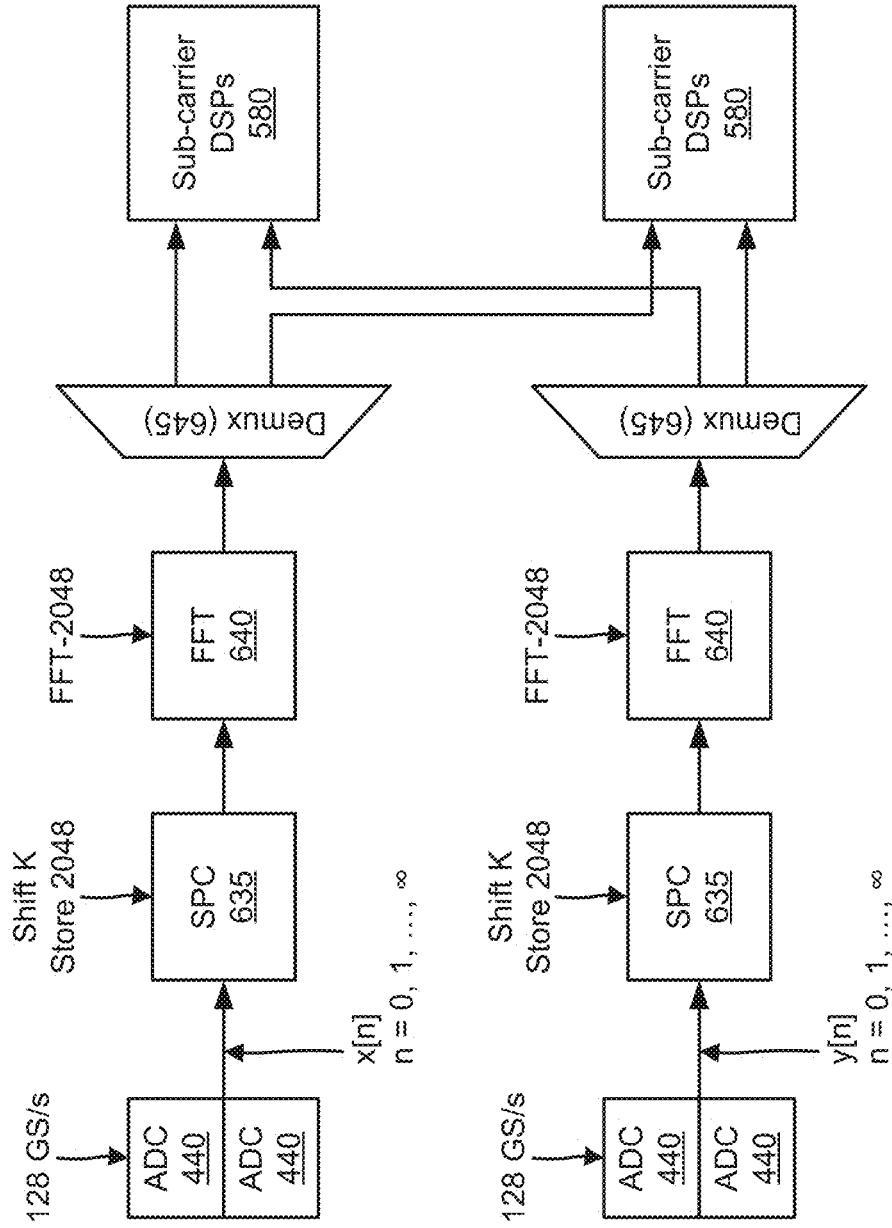 128 GS/s
ADC
440
ADC
440
x[n]
n = 0, 1, ..., ∞
Shift K
Store 2048
SPC
635
FFT-2048
FFT
640
Demux (645)
Sub-carrier
DSPs
580
128 GS/s
ADC
440
ADC
440
y[n]
n = 0, 1, ..., ∞
Shift K
Store 2048
SPC
635
FFT-2048
FFT
640
Demux (645)
Sub-carrier
DSPs
580